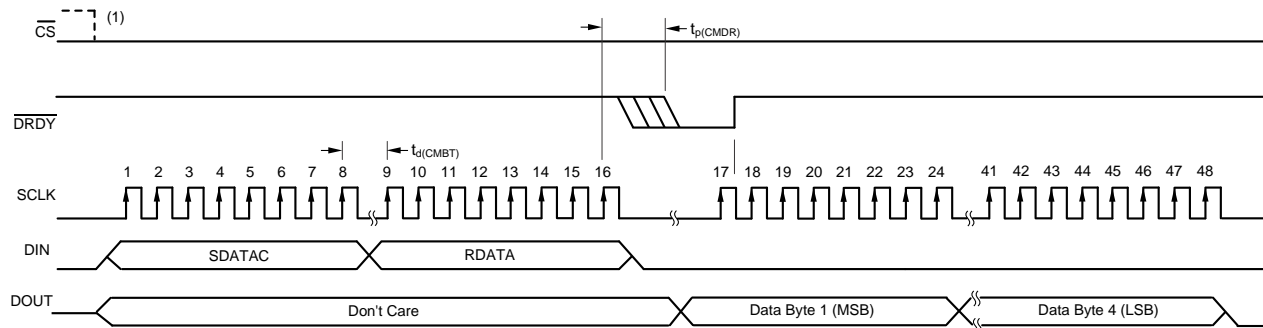 (1)
CS
tp(CMDR)
DRDY
td(CMBT)
1 2 3 4 5 6 7 8 9 10 11 12 13 14 15 16 17 18 19 20 21 22 23 24 41 42 43 44 45 46 47 48
SCLK
DIN SDATAC RDATA
DOUT Don't Care Data Byte 1 (MSB) Data Byte 4 (LSB)